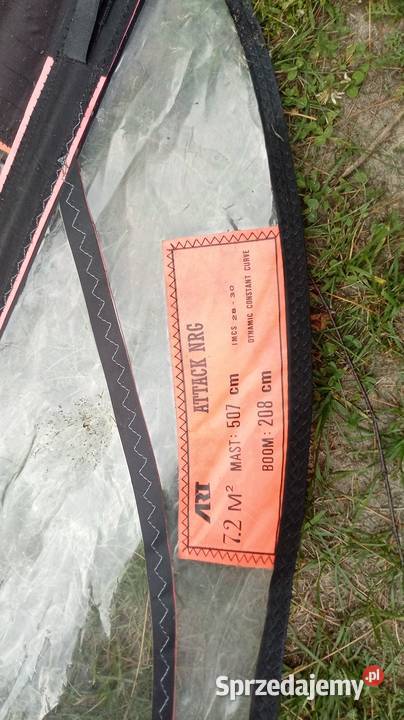 ART
ATTACK NRG
7.2 M²
MAST: 507 cm
IMCS 28 - 30
BOOM: 208 cm
DYNAMIC CONSTANT CURVE
Sprzedajemy.pl